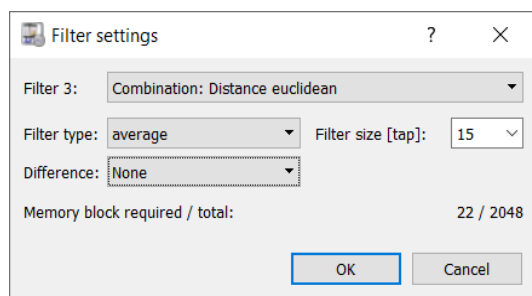 Filter settings ?
Filter 3: Combination: Distance euclidean
Filter type: average Filter size [tap]: 15
Difference: None
Memory block required / total: 22 / 2048
OK Cancel